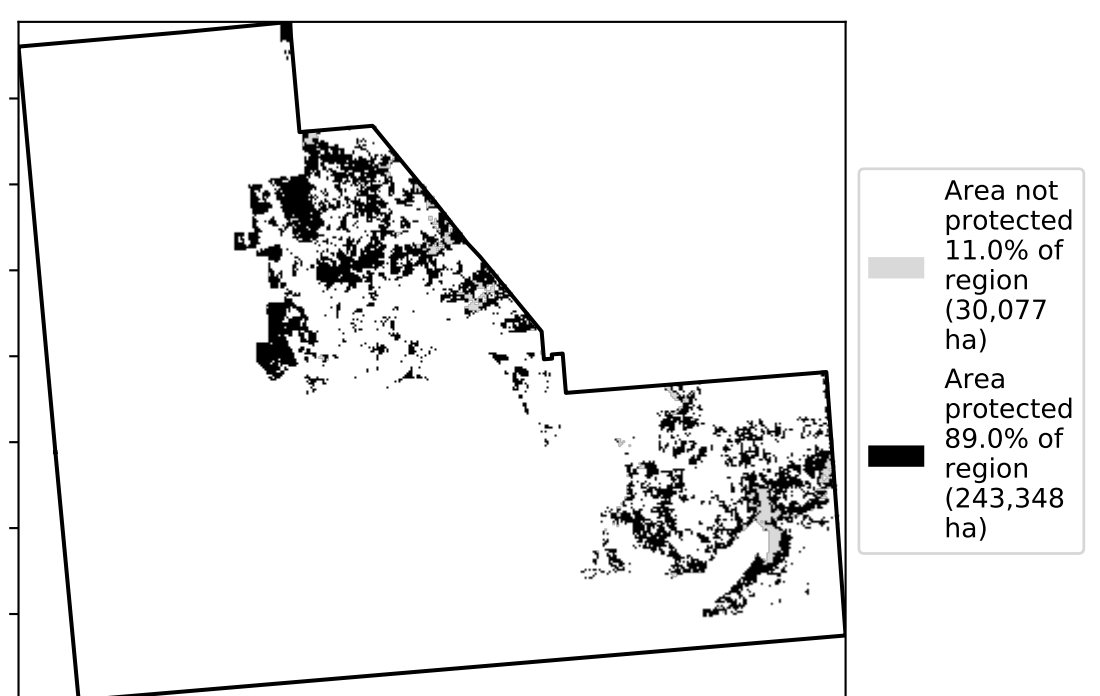 Area not
protected
11.0% of
region
(30,077
ha)
Area
protected
89.0% of
region
(243,348
ha)